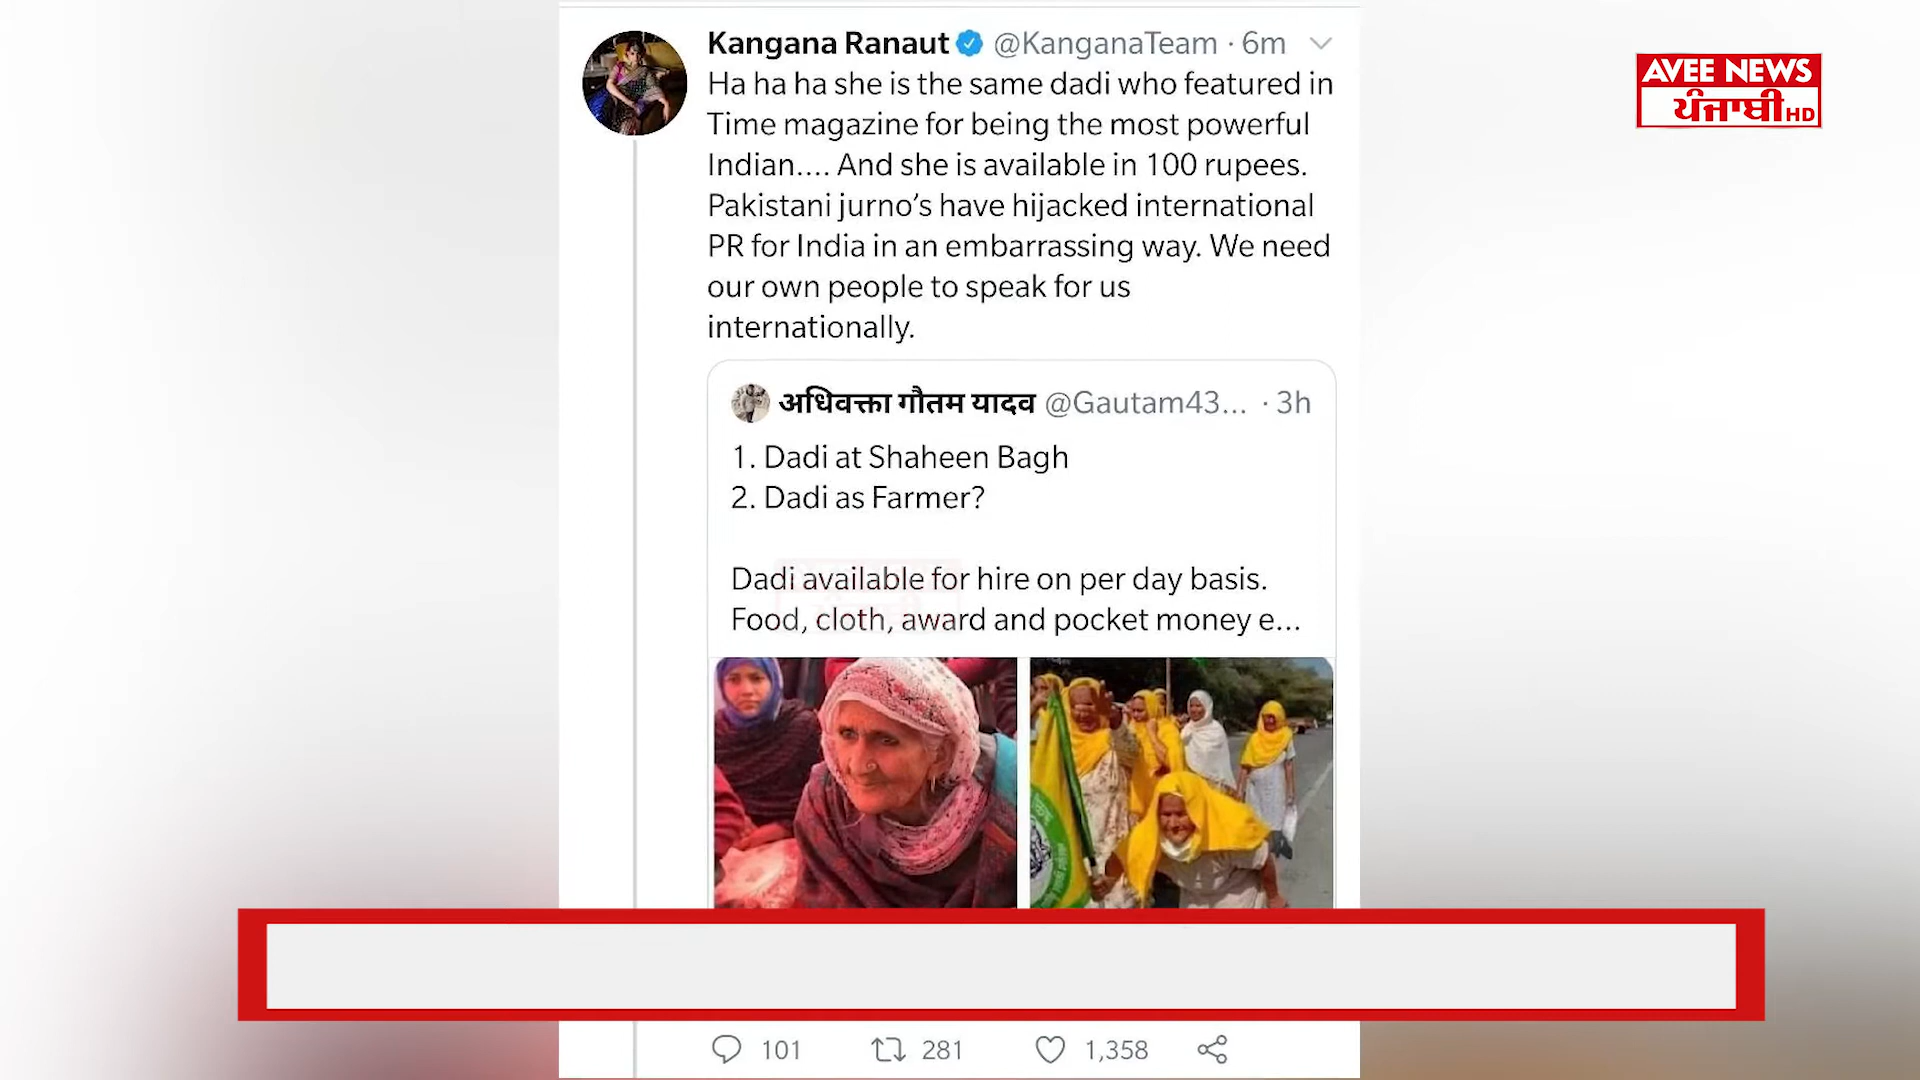 Kangana Ranaut @KanganaTeam · 6m
Ha ha ha she is the same dadi who featured in
Time magazine for being the most powerful
Indian.... And she is available in 100 rupees.
Pakistani jurno's have hijacked international
PR for India in an embarrassing way. We need
our own people to speak for us
internationally.
अधिवक्ता गौतम यादव @Gautam43... · 3h
1. Dadi at Shaheen Bagh
2. Dadi as Farmer?
Dadi available for hire on per day basis.
Food, cloth, award and pocket money e...
101 281 1,358
AVEE NEWS
ਪੰਜਾਬੀ HD